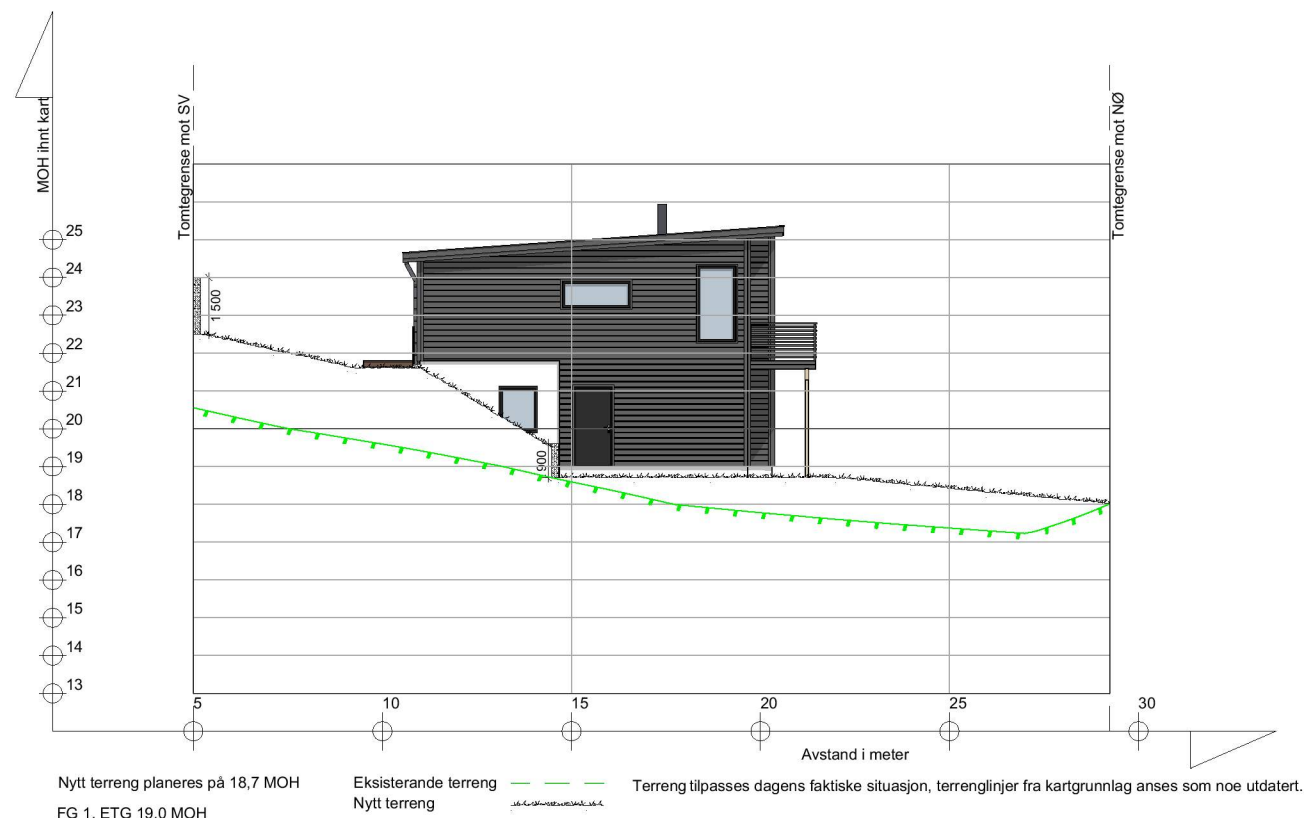 MOH ihnt kart
Tomtegrense mot SV
Tomtegrense mot NØ
25
24
23
22
21
20
19
18
17
16
15
14
13
1 500
900
5
10
15
20
25
30
Avstand i meter
Nytt terreng planeres på 18,7 MOH
FG 1. ETG 19,0 MOH
Eksisterande terreng
Nytt terreng
Terreng tilpasses dagens faktiske situasjon, terrenglinjer fra kartgrunnlag anses som noe utdatert.